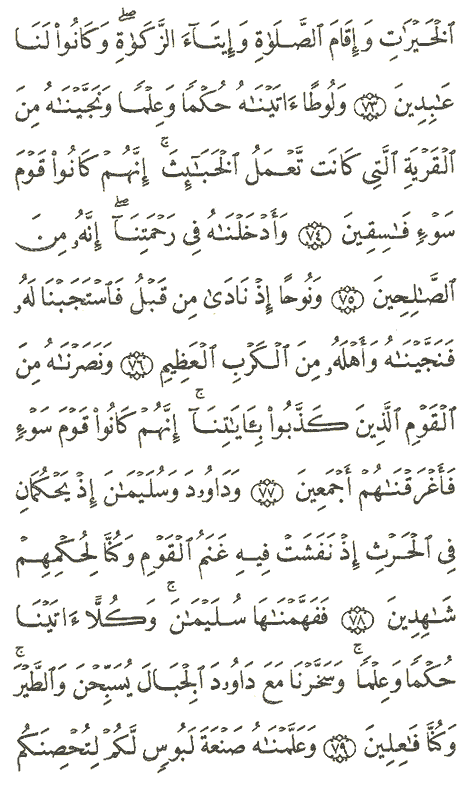 ٱلْخَيْرَٰتِ وَإِقَامَ ٱلصَّلَوٰةِ وَإِيتَآءَ ٱلزَّكَوٰةِ ۖ وَكَانُوا۟ لَنَا
عَٰبِدِينَ ﴿٧٣﴾ وَلُوطًا ءَاتَيْنَٰهُ حُكْمًا وَعِلْمًا وَنَجَّيْنَٰهُ مِنَ
ٱلْقَرْيَةِ ٱلَّتِى كَانَت تَّعْمَلُ ٱلْخَبَٰٓئِثَ ۚ إِنَّهُمْ كَانُوا۟ قَوْمَ
سَوْءٍ فَٰسِقِينَ ﴿٧٤﴾ وَأَدْخَلْنَٰهُ فِى رَحْمَتِنَآ ۖ إِنَّهُۥ مِنَ
ٱلصَّٰلِحِينَ ﴿٧٥﴾ وَنُوحًا إِذْ نَادَىٰ مِن قَبْلُ فَٱسْتَجَبْنَا لَهُۥ
فَنَجَّيْنَٰهُ وَأَهْلَهُۥ مِنَ ٱلْكَرْبِ ٱلْعَظِيمِ ﴿٧٦﴾ وَنَصَرْنَٰهُ مِنَ
ٱلْقَوْمِ ٱلَّذِينَ كَذَّبُوا۟ بِـَٔايَٰتِنَآ ۚ إِنَّهُمْ كَانُوا۟ قَوْمَ سَوْءٍ
فَأَغْرَقْنَٰهُمْ أَجْمَعِينَ ﴿٧٧﴾ وَدَاوُۥدَ وَسُلَيْمَٰنَ إِذْ يَحْكُمَانِ
فِى ٱلْحَرْثِ إِذْ نَفَشَتْ فِيهِ غَنَمُ ٱلْقَوْمِ وَكُنَّا لِحُكْمِهِمْ
شَٰهِدِينَ ﴿٧٨﴾ فَفَهَّمْنَٰهَا سُلَيْمَٰنَ ۚ وَكُلًّا ءَاتَيْنَا
حُكْمًا وَعِلْمًا ۚ وَسَخَّرْنَا مَعَ دَاوُۥدَ ٱلْجِبَالَ يُسَبِّحْنَ وَٱلطَّيْرَ ۚ
وَكُنَّا فَٰعِلِينَ ﴿٧٩﴾ وَعَلَّمْنَٰهُ صَنْعَةَ لَبُوسٍ لَّكُمْ لِتُحْصِنَكُم